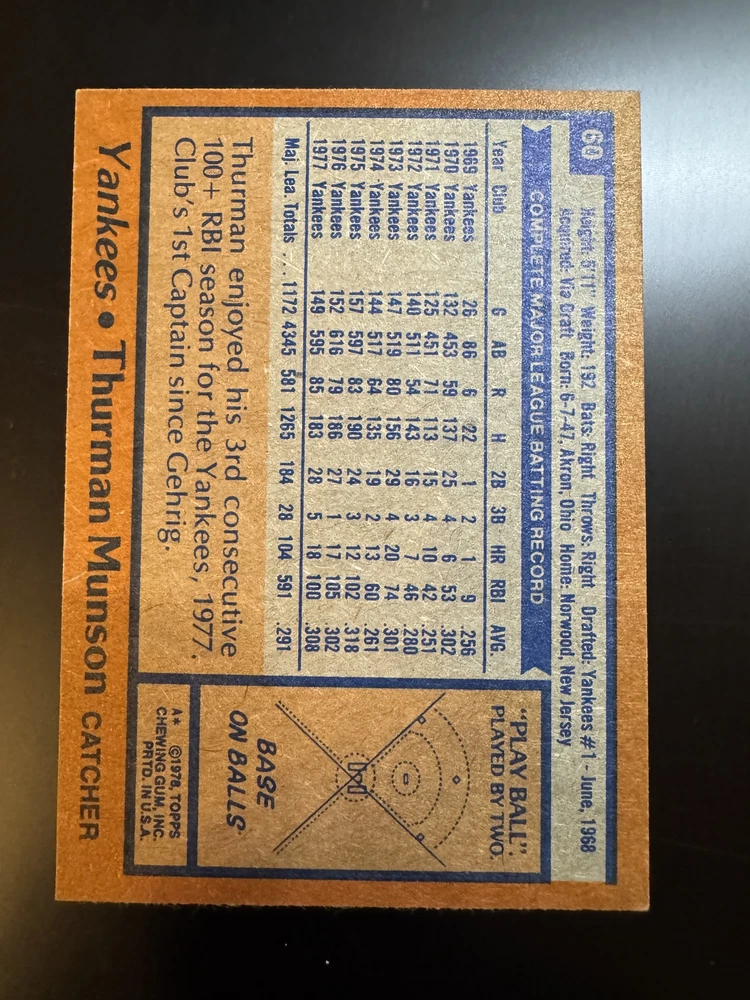 60
Height: 5'11" Weight: 192 Bats: Right Throws: Right Drafted: Yankees #1 - June, 1968
Acquired: Via Draft Born: 6-7-47, Akron, Ohio Home: Norwood, New Jersey
COMPLETE MAJOR LEAGUE BATTING RECORD
Year Club G AB R H 2B 3B HR RBI AVG.
1969 Yankees 26 86 6 22 1 2 1 9 .256
1970 Yankees 132 453 59 137 25 4 6 53 .302
1971 Yankees 125 451 71 113 15 4 10 42 .251
1972 Yankees 140 511 54 143 16 3 7 46 .280
1973 Yankees 147 519 80 156 29 4 20 74 .301
1974 Yankees 144 517 64 135 19 2 13 60 .261
1975 Yankees 157 597 83 190 24 3 12 102 .318
1976 Yankees 152 616 79 186 27 1 17 105 .302
1977 Yankees 149 595 85 183 28 5 18 100 .308
Maj. Lea. Totals . . . 1172 4345 581 1265 184 28 104 591 .291
Thurman enjoyed his 3rd consecutive
100+ RBI season for the Yankees, 1977.
Club's 1st Captain since Gehrig.
"PLAY BALL".
PLAYED BY TWO.
BASE
ON BALLS
A* ©1978, TOPPS
CHEWING GUM, INC.
PRTD. IN U.S.A.
Yankees • Thurman Munson CATCHER